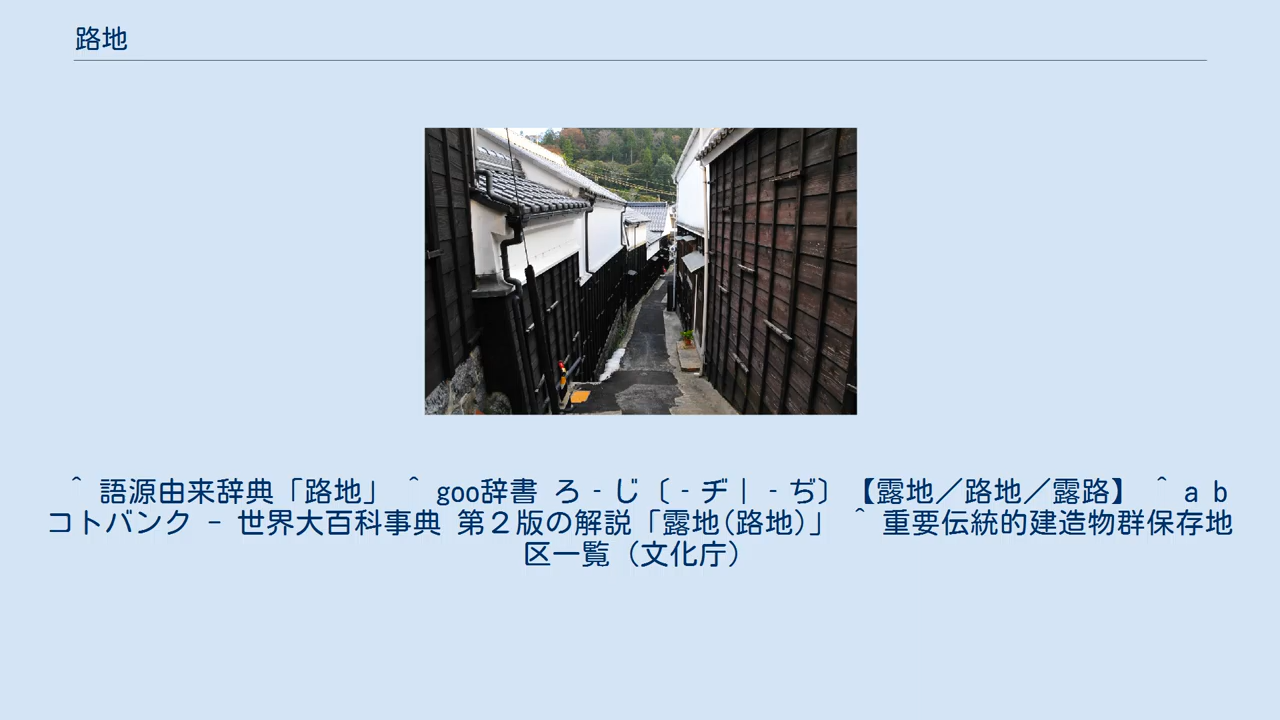 路地
^ 語源由来辞典「路地」 ^ goo辞書 ろ‐じ〔‐ヂ｜‐ぢ〕【露地／路地／露路】 ^ a b
コトバンク − 世界大百科事典 第２版の解説「露地(路地)」 ^ 重要伝統的建造物群保存地
区一覧（文化庁）